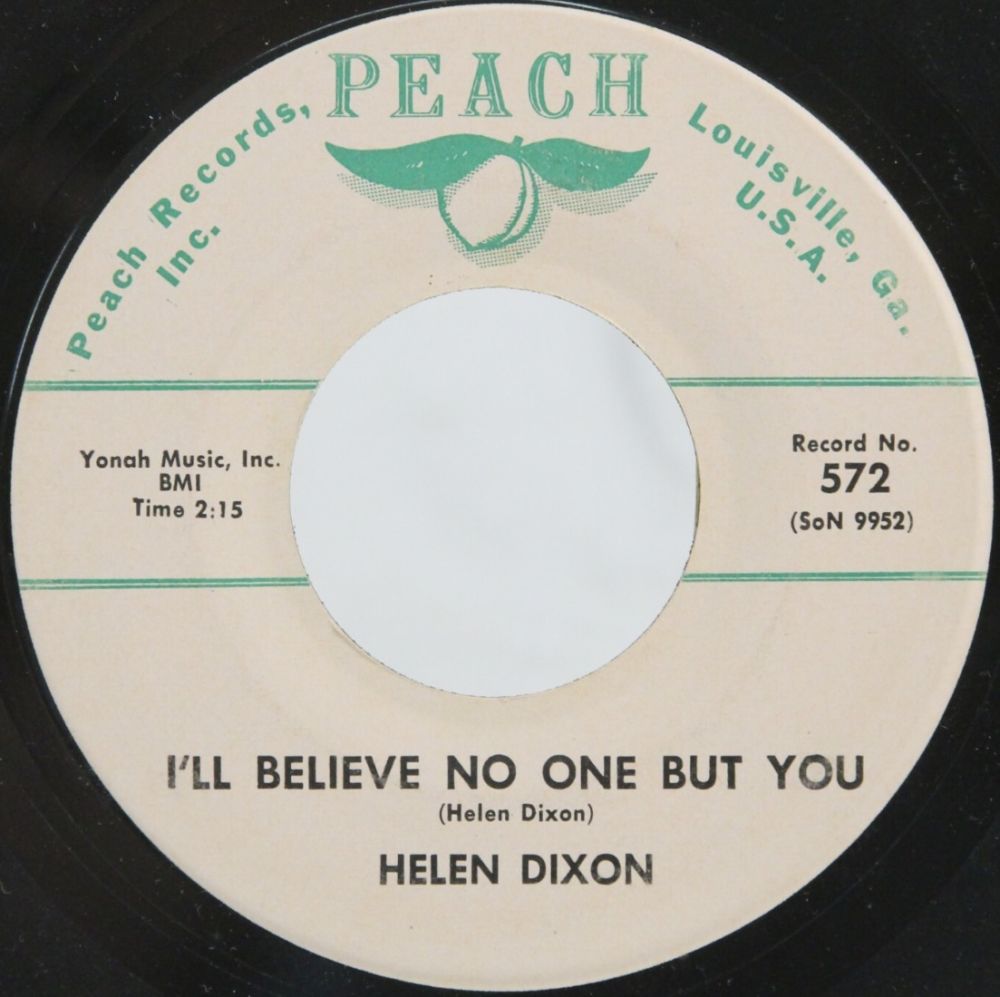 PEACH
Peach Records,
Inc.
Louisville, Ga.
U.S.A.
Yonah Music, Inc.
BMI
Time 2:15
Record No.
572
(SoN 9952)
I'LL BELIEVE NO ONE BUT YOU
(Helen Dixon)
HELEN DIXON